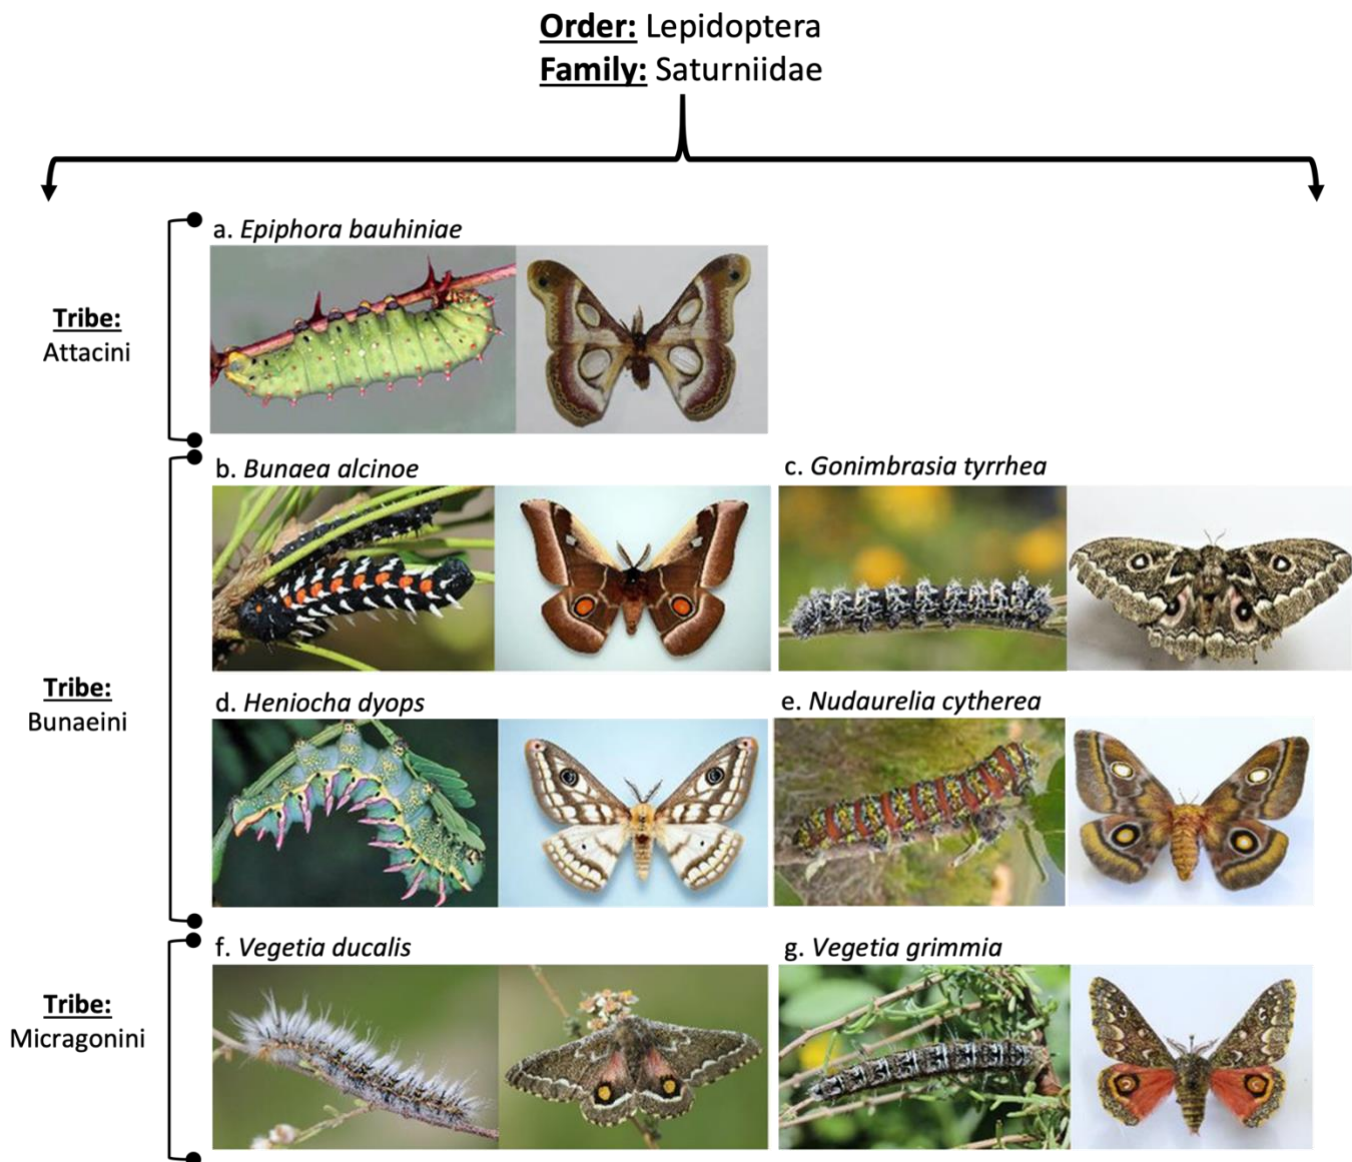 Order: Lepidoptera
Family: Saturniidae
Tribe:
Attacini
a. Epiphora bauhiniae
Tribe:
Bunaeini
b. Bunaea alcinoe
c. Gonimbrasia tyrrhea
d. Heniocha dyops
e. Nudaurelia cytherea
Tribe:
Micragonini
f. Vegetia ducalis
g. Vegetia grimmia